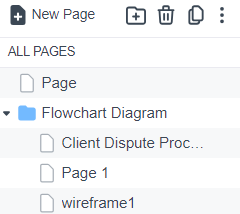 New Page
ALL PAGES
Page
Flowchart Diagram
Client Dispute Proc...
Page 1
wireframe1